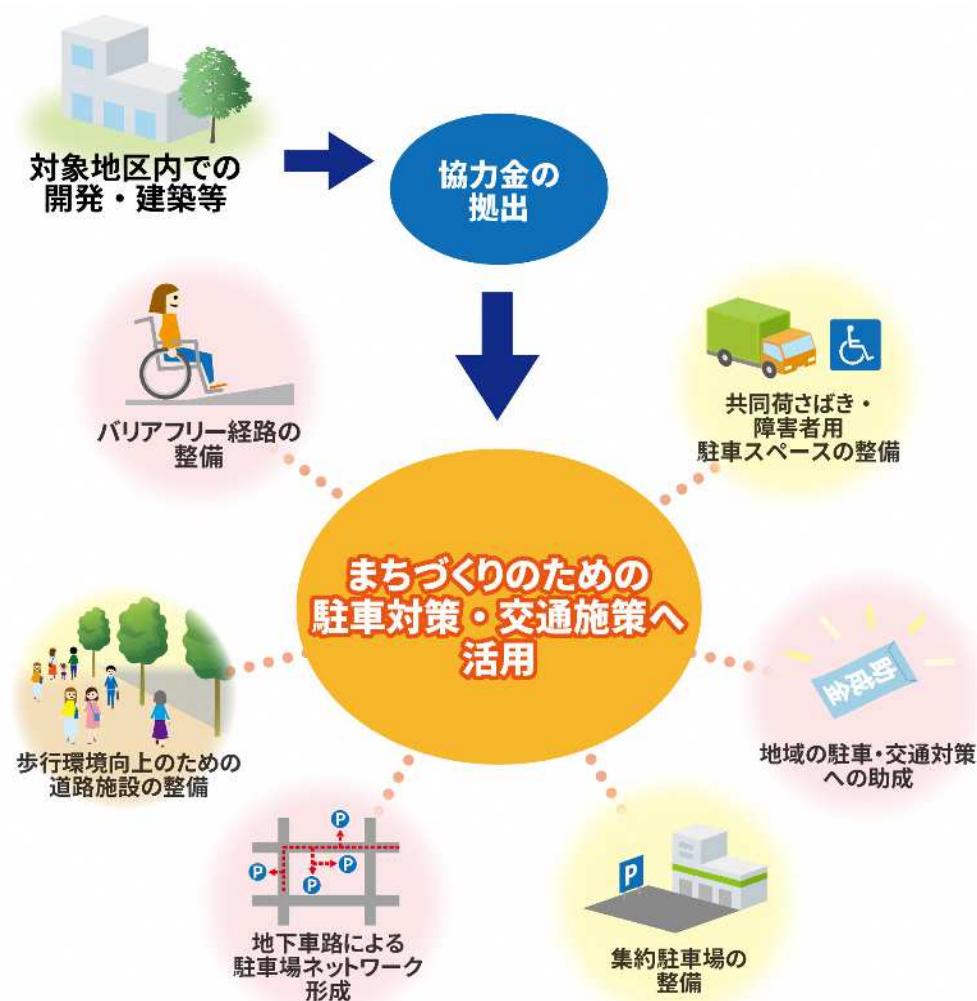 対象地区内での
開発・建築等
協力金の
拠出
バリアフリー経路の
整備
共同荷さばき・
障害者用
駐車スペースの整備
まちづくりのための
駐車対策・交通施策へ
活用
歩行環境向上のための
道路施設の整備
助成金
地域の駐車・交通対策
への助成
P
P
P
P
地下車路による
駐車場ネットワーク
形成
P
集約駐車場の
整備